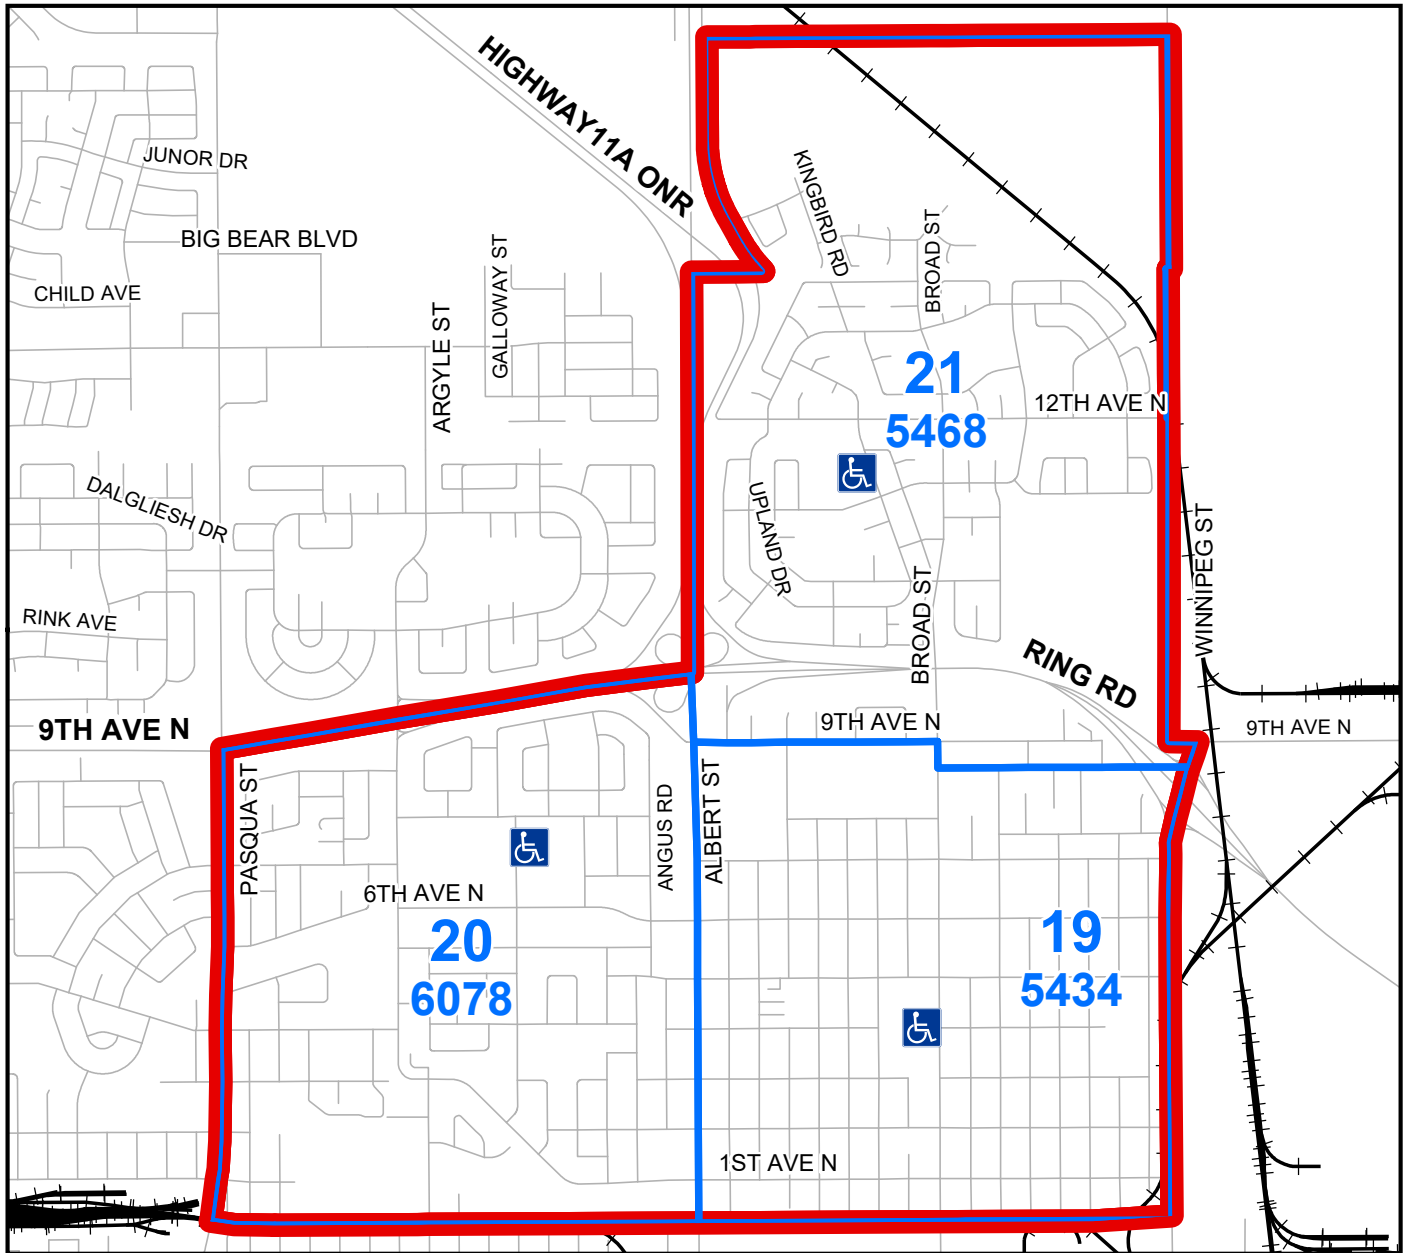 HIGHWAY11A ONR
JUNOR DR
KINGBIRD RD
BIG BEAR BLVD
BROAD ST
GALLOWAY ST
CHILD AVE
ARGYLE ST
21
12TH AVE N
5468
DALGLIESH DR
UPLAND DR
WINNIPEG ST
RINK AVE
BROAD ST
RING RD
9TH AVE N
9TH AVE N
9TH AVE N
PASQUA ST
ANGUS RD
ALBERT ST
6TH AVE N
20
6078
19
5434
1ST AVE N